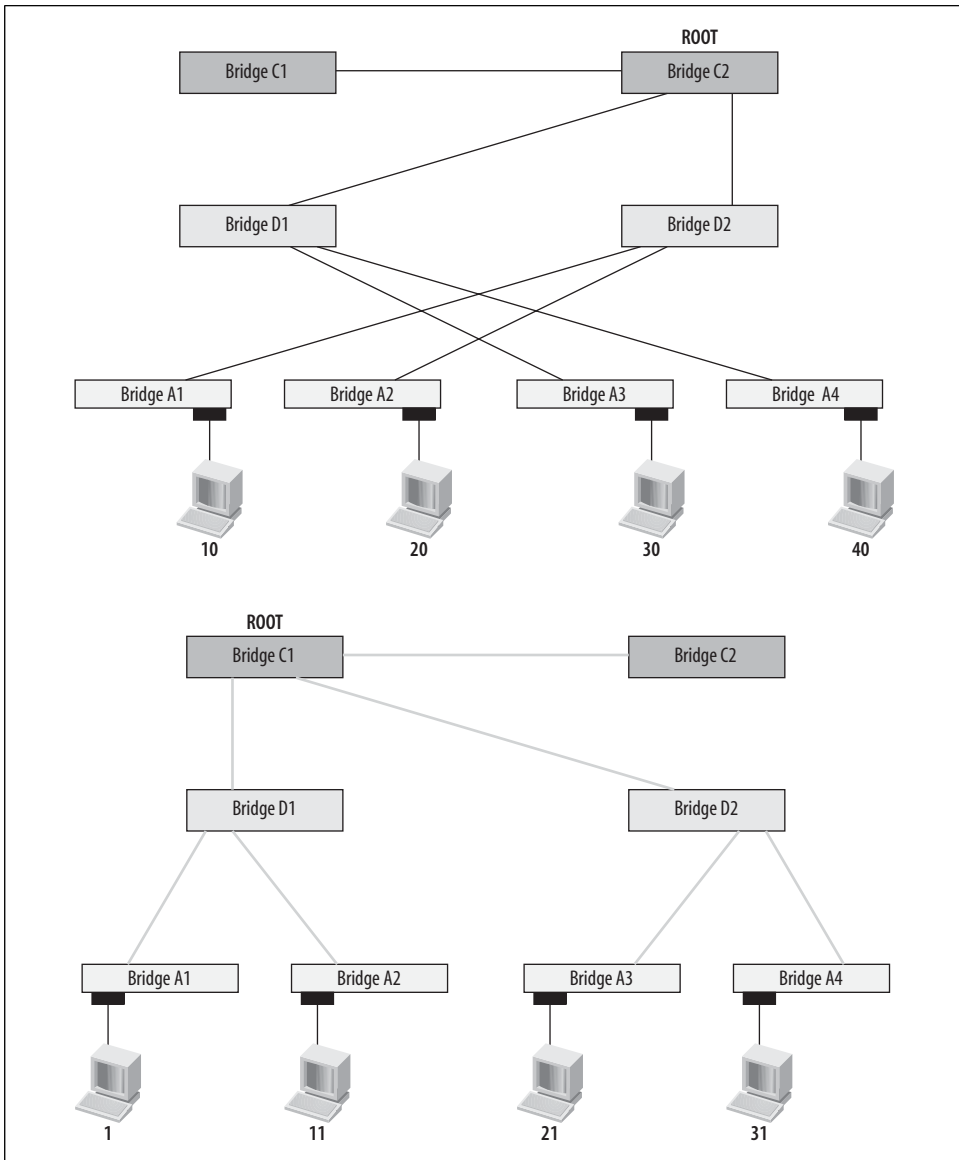 ROOT
Bridge C1
Bridge C2
Bridge D1
Bridge D2
Bridge A1
Bridge A2
Bridge A3
Bridge A4
10
20
30
40
ROOT
Bridge C1
Bridge C2
Bridge D1
Bridge D2
Bridge A1
Bridge A2
Bridge A3
Bridge A4
1
11
21
31